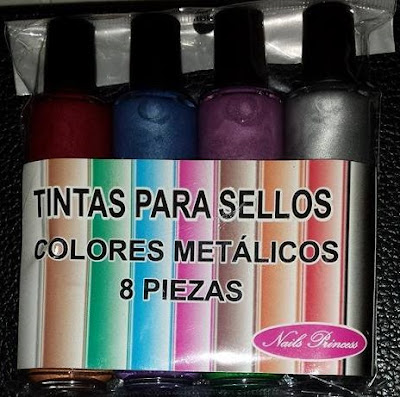 TINTAS PARA SELLOS
COLORES METÁLICOS
8 PIEZAS
Nails Princess